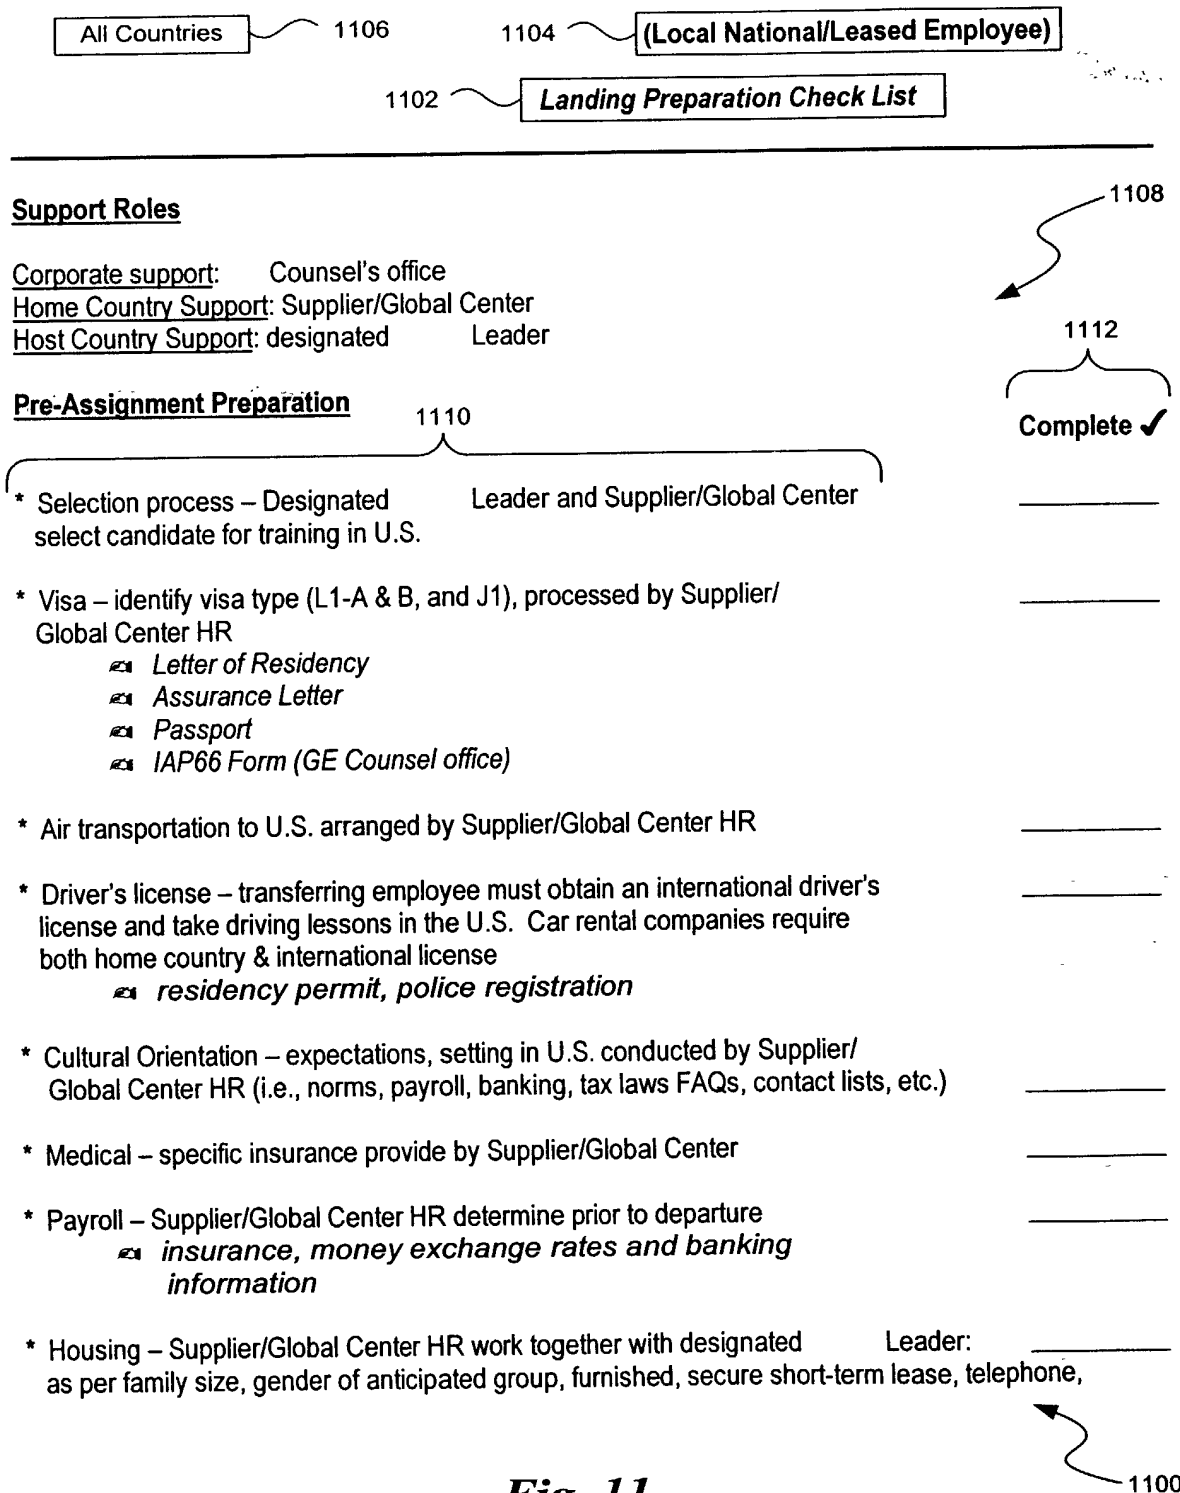 All Countries 1106 1104 (Local National/Leased Employee)
1102 Landing Preparation Check List
Support Roles
1108
Corporate support: Counsel's office
Home Country Support: Supplier/Global Center
Host Country Support: designated Leader
1112
Pre-Assignment Preparation
1110
Complete ✓
* Selection process – Designated Leader and Supplier/Global Center
select candidate for training in U.S.
* Visa – identify visa type (L1-A & B, and J1), processed by Supplier/
Global Center HR
Letter of Residency
Assurance Letter
Passport
IAP66 Form (GE Counsel office)
* Air transportation to U.S. arranged by Supplier/Global Center HR
* Driver's license – transferring employee must obtain an international driver's
license and take driving lessons in the U.S. Car rental companies require
both home country & international license
residency permit, police registration
* Cultural Orientation – expectations, setting in U.S. conducted by Supplier/
Global Center HR (i.e., norms, payroll, banking, tax laws FAQs, contact lists, etc.)
* Medical – specific insurance provide by Supplier/Global Center
* Payroll – Supplier/Global Center HR determine prior to departure
insurance, money exchange rates and banking
information
* Housing – Supplier/Global Center HR work together with designated Leader:
as per family size, gender of anticipated group, furnished, secure short-term lease, telephone,
1100
Fig. 11